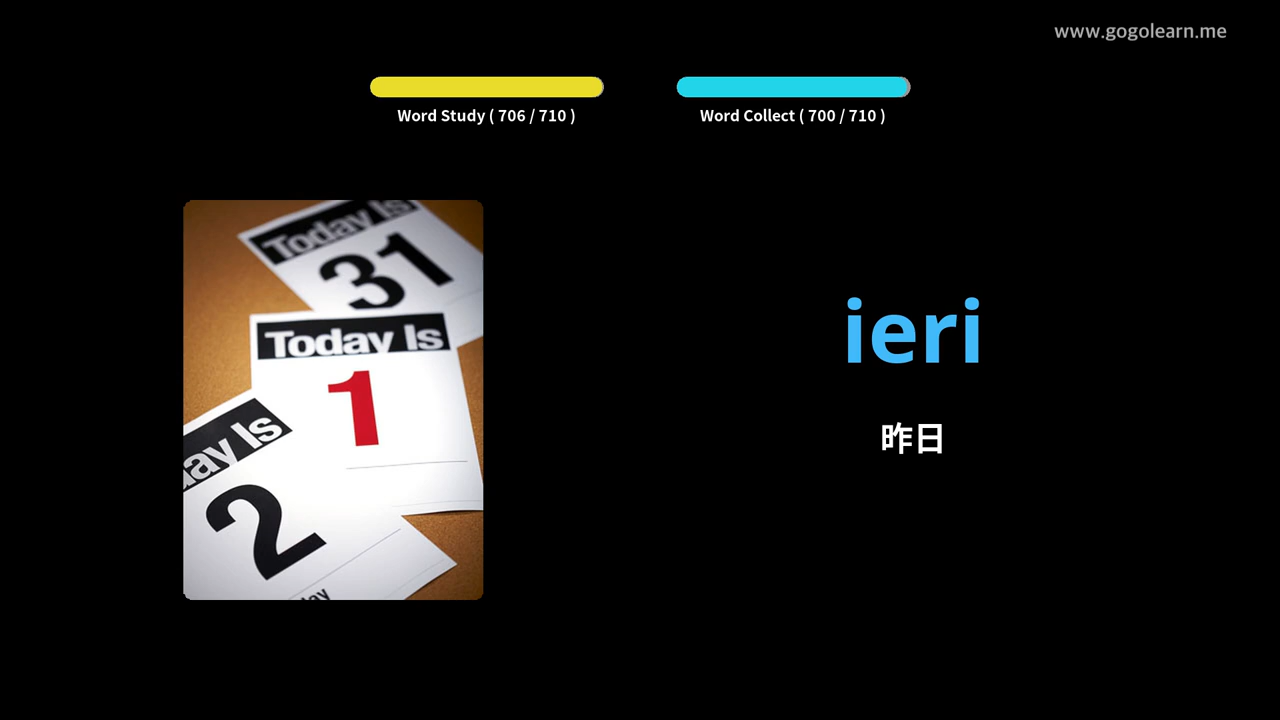 www.gogolearn.me
Word Study ( 706 / 710 )
Word Collect ( 700 / 710 )
Today Is
31
Today Is
1
day Is
2
ieri
昨日